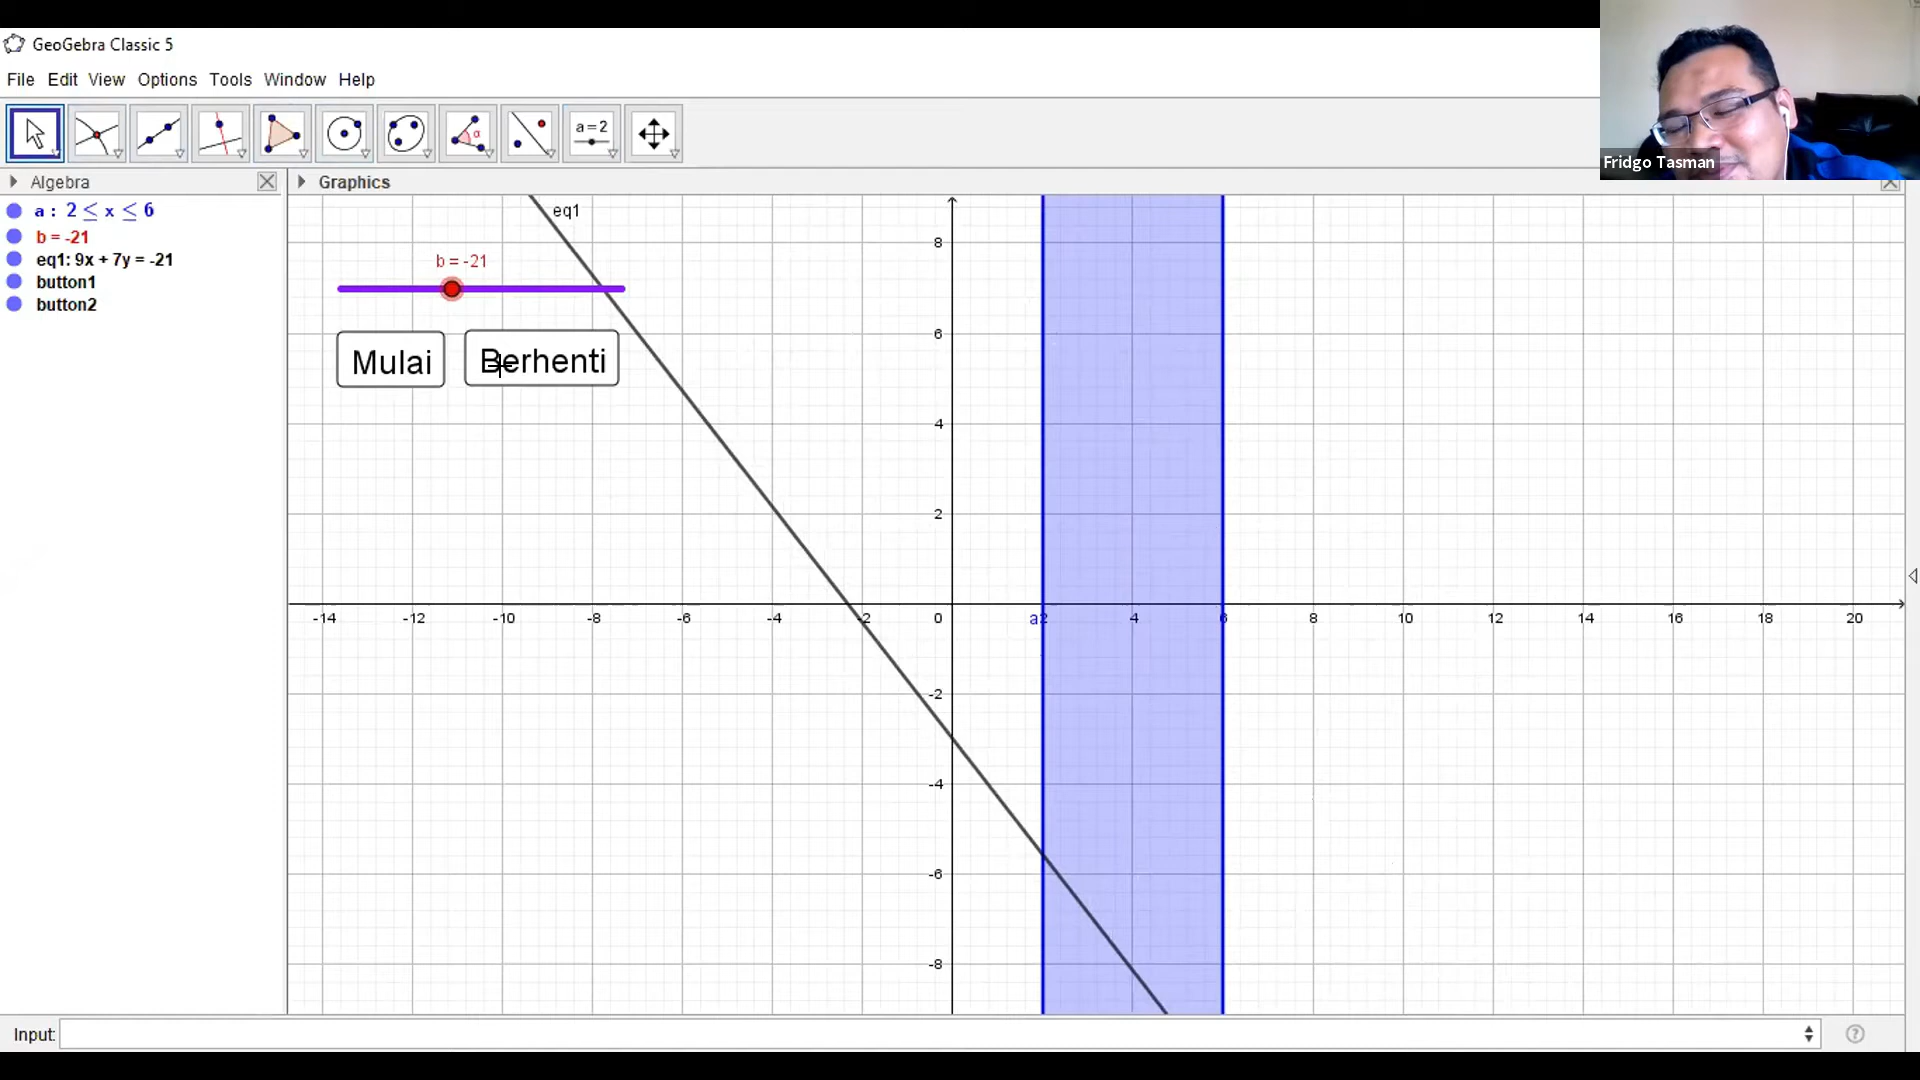 GeoGebra Classic 5
File Edit View Options Tools Window Help
α
a=2
Fridgo Tasman
Algebra
Graphics
a : 2 ≤ x ≤ 6
b = -21
eq1: 9x + 7y = -21
button1
button2
eq1
b = -21
Mulai
Berhenti
8
6
4
2
-14 -12 -10 -8 -6 -4 -2 0 a 2 4 6 8 10 12 14 16 18 20
-2
-4
-6
-8
Input:
?